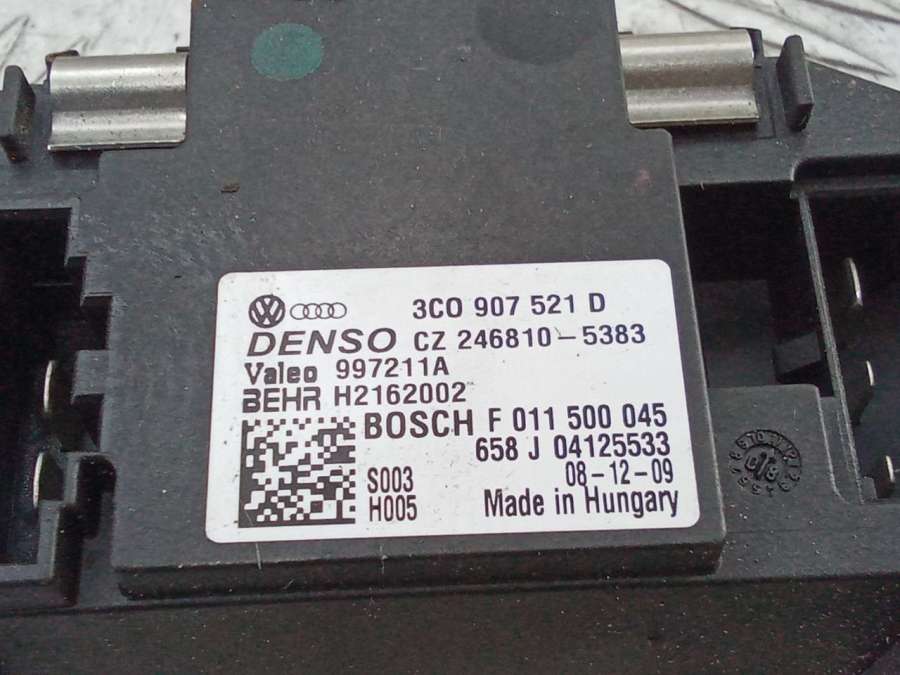 3C0 907 521 D
DENSO CZ 246810-5383
Valeo 997211A
BEHR H2162002
BOSCH F 011 500 045
658 J 04125533
S003 08-12-09
H005 Made in Hungary